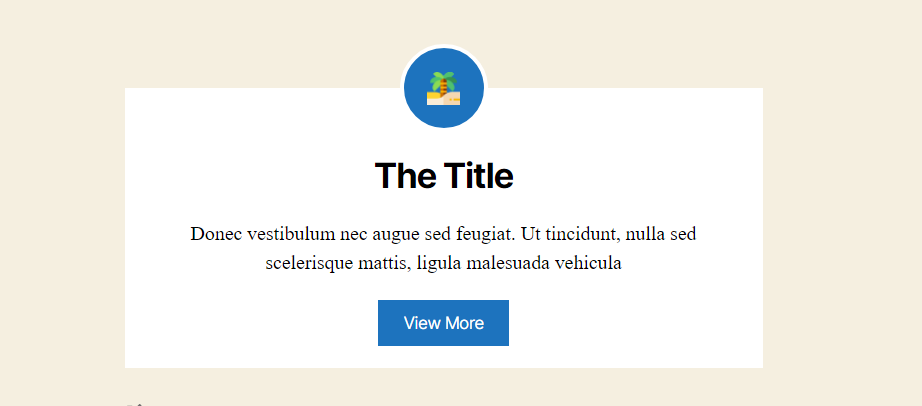 The Title
Donec vestibulum nec augue sed feugiat. Ut tincidunt, nulla sed
scelerisque mattis, ligula malesuada vehicula
View More